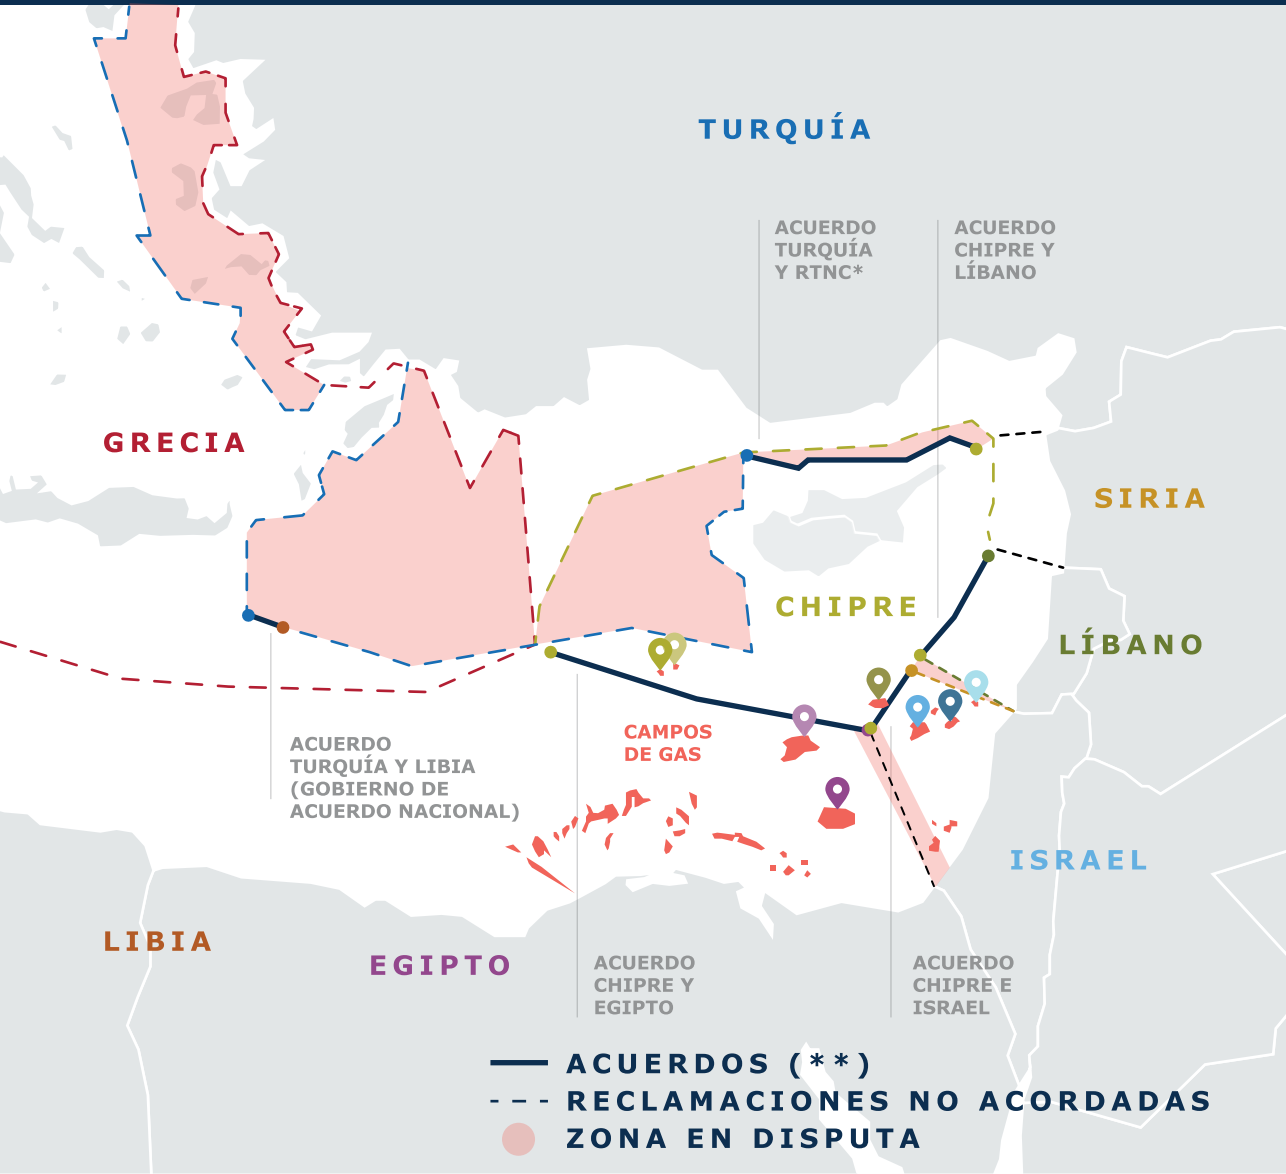 TURQUÍA
ACUERDO
TURQUÍA
Y RTNC*
ACUERDO
CHIPRE Y
LÍBANO
GRECIA
SIRIA
CHIPRE
LÍBANO
CAMPOS
DE GAS
ACUERDO
TURQUÍA Y LIBIA
(GOBIERNO DE
ACUERDO NACIONAL)
ISRAEL
LIBIA
EGIPTO
ACUERDO
CHIPRE Y
EGIPTO
ACUERDO
CHIPRE E
ISRAEL
ACUERDOS (**)
RECLAMACIONES NO ACORDADAS
ZONA EN DISPUTA